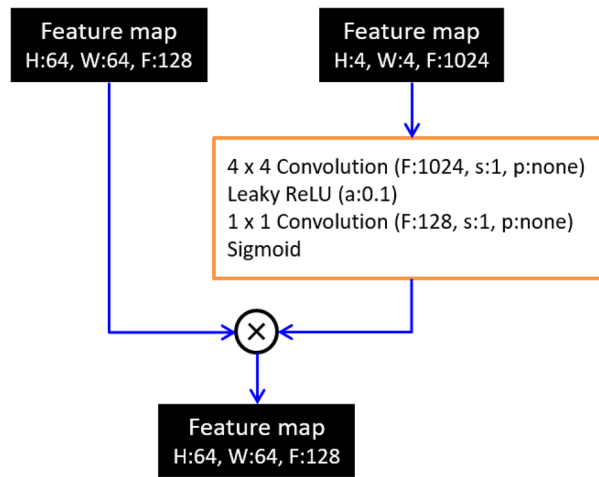 Feature map
H:64, W:64, F:128
Feature map
H:4, W:4, F:1024
4 x 4 Convolution (F:1024, s:1, p:none)
Leaky ReLU (a:0.1)
1 x 1 Convolution (F:128, s:1, p:none)
Sigmoid
×
Feature map
H:64, W:64, F:128